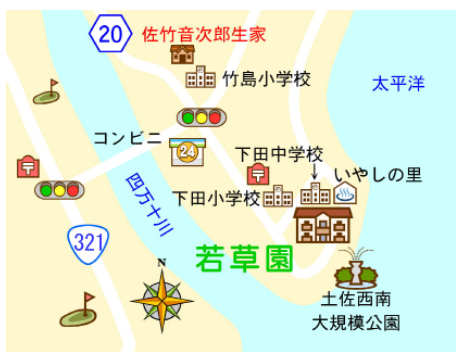 20
佐竹音次郎生家
竹島小学校
太平洋
コンビニ
24
下田中学校
↓
いやしの里
〒
〒
下田小学校
四万十川
321
若草園
N
土佐西南
大規模公園